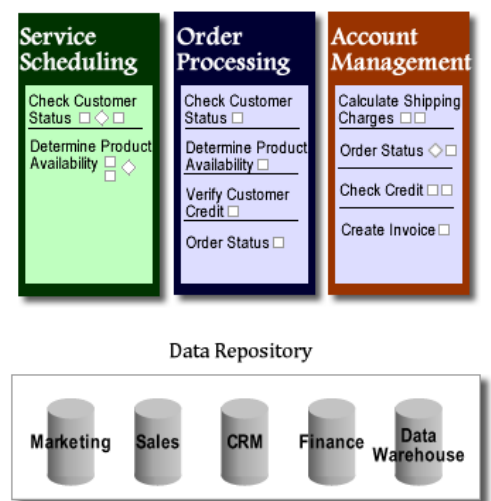 Service
Scheduling
Check Customer
Status
Determine Product
Availability
Order
Processing
Check Customer
Status
Determine Product
Availability
Verify Customer
Credit
Order Status
Account
Management
Calculate Shipping
Charges
Order Status
Check Credit
Create Invoice
Data Repository
Marketing
Sales
CRM
Finance
Data
Warehouse